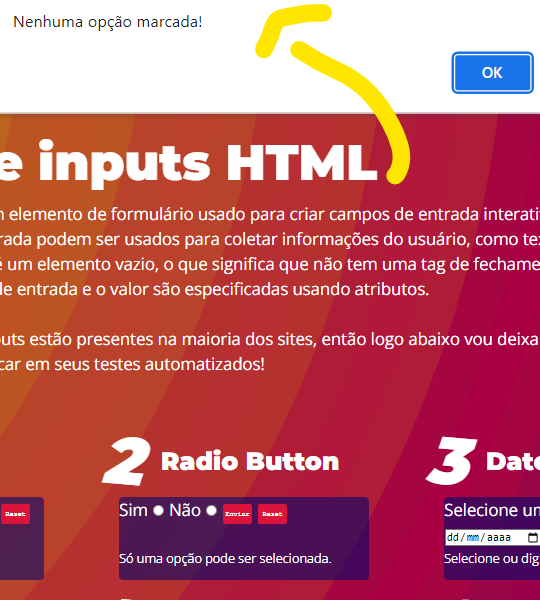 Nenhuma opção marcada!
OK
e inputs HTML
n elemento de formulário usado para criar campos de entrada interati
rada podem ser usados para coletar informações do usuário, como tex
é um elemento vazio, o que significa que não tem uma tag de fechame
de entrada e o valor são especificadas usando atributos.
puts estão presentes na maioria dos sites, então logo abaixo vou deixa
car em seus testes automatizados!
2 Radio Button
3 Date
Reset
Sim Não Enviar Reset
Só uma opção pode ser selecionada.
Selecione um
dd/mm/aaaa
Selecione ou dig